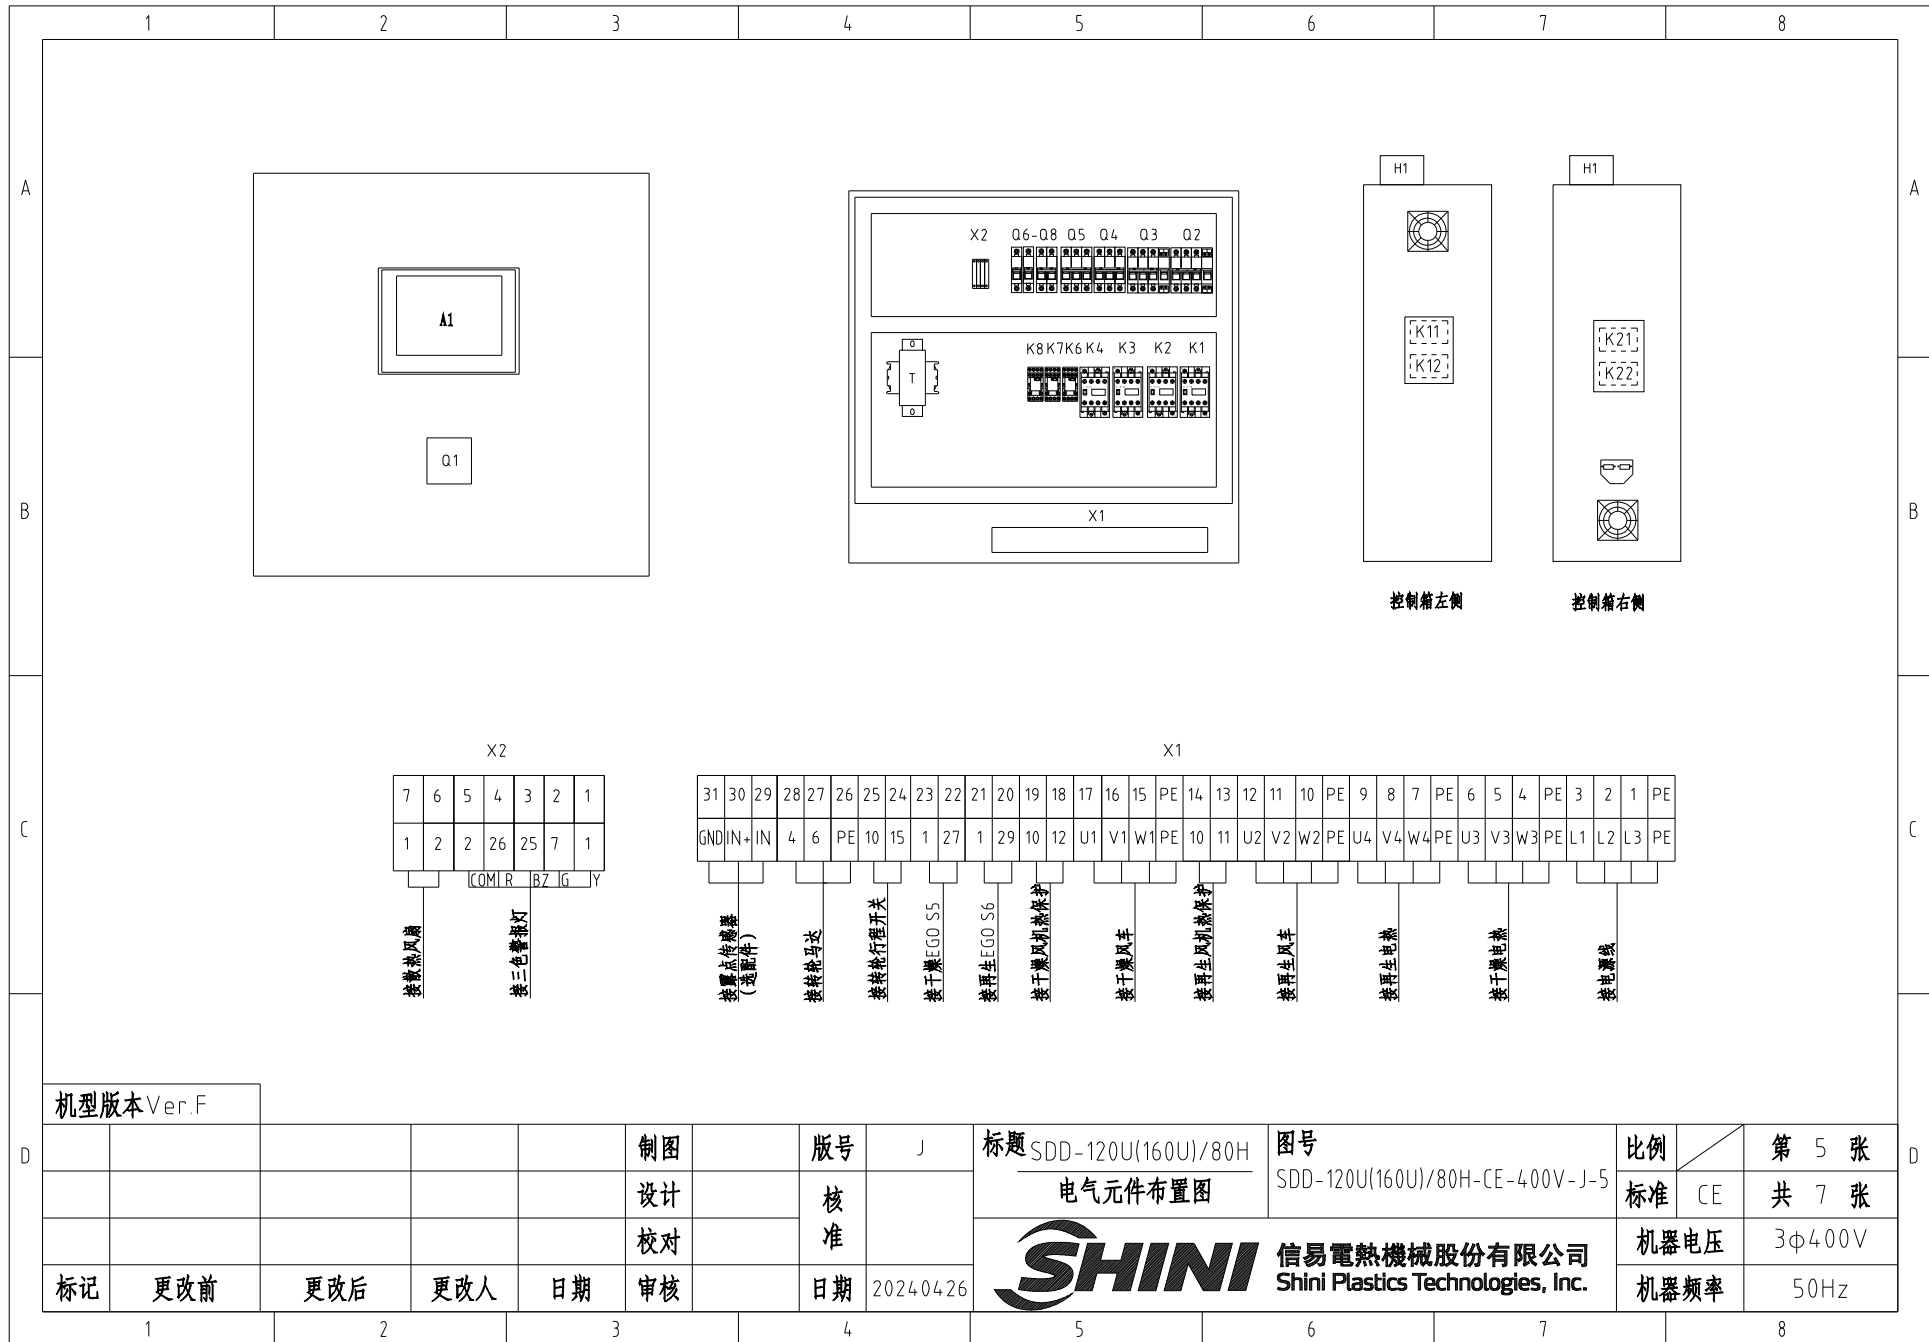 1 2 3 4 5 6 7 8
A A
H1 H1
X2 Q6-Q8 Q5 Q4 Q3 Q2
A1
K11 K21
K12 K22
K8 K7 K6 K4 K3 K2 K1
T
Q1
B B
X1
控制箱左侧 控制箱右侧
X2 X1
7 6 5 4 3 2 1
1 2 2 26 25 7 1
COM R BZ G Y
接散热风扇
接三色警报灯
31 30 29 28 27 26 25 24 23 22 21 20 19 18 17 16 15 PE 14 13 12 11 10 PE 9 8 7 PE 6 5 4 PE 3 2 1 PE
GND IN+ IN 4 6 PE 10 15 1 27 1 29 10 12 U1 V1 W1 PE 10 11 U2 V2 W2 PE U4 V4 W4 PE U3 V3 W3 PE L1 L2 L3 PE
接露点传感器
(选配件)
接转轮马达
接转轮行程开关
接干燥EGO S5
接再生EGO S6
接干燥风机热保护
接干燥风车
接再生风机热保护
接再生风车
接再生电热
接干燥电热
接电源线
C C
机型版本Ver.F
D D
制图 版号 J
设计 核准
校对
标记 更改前 更改后 更改人 日期 审核 日期 20240426
标题 SDD-120U(160U)/80H
电气元件布置图
图号
SDD-120U(160U)/80H-CE-400V-J-5
比例 第 5 张
标准 CE 共 7 张
SHINI
信易電熱機械股份有限公司
Shini Plastics Technologies, Inc.
机器电压 3φ400V
机器频率 50Hz
1 2 3 4 5 6 7 8